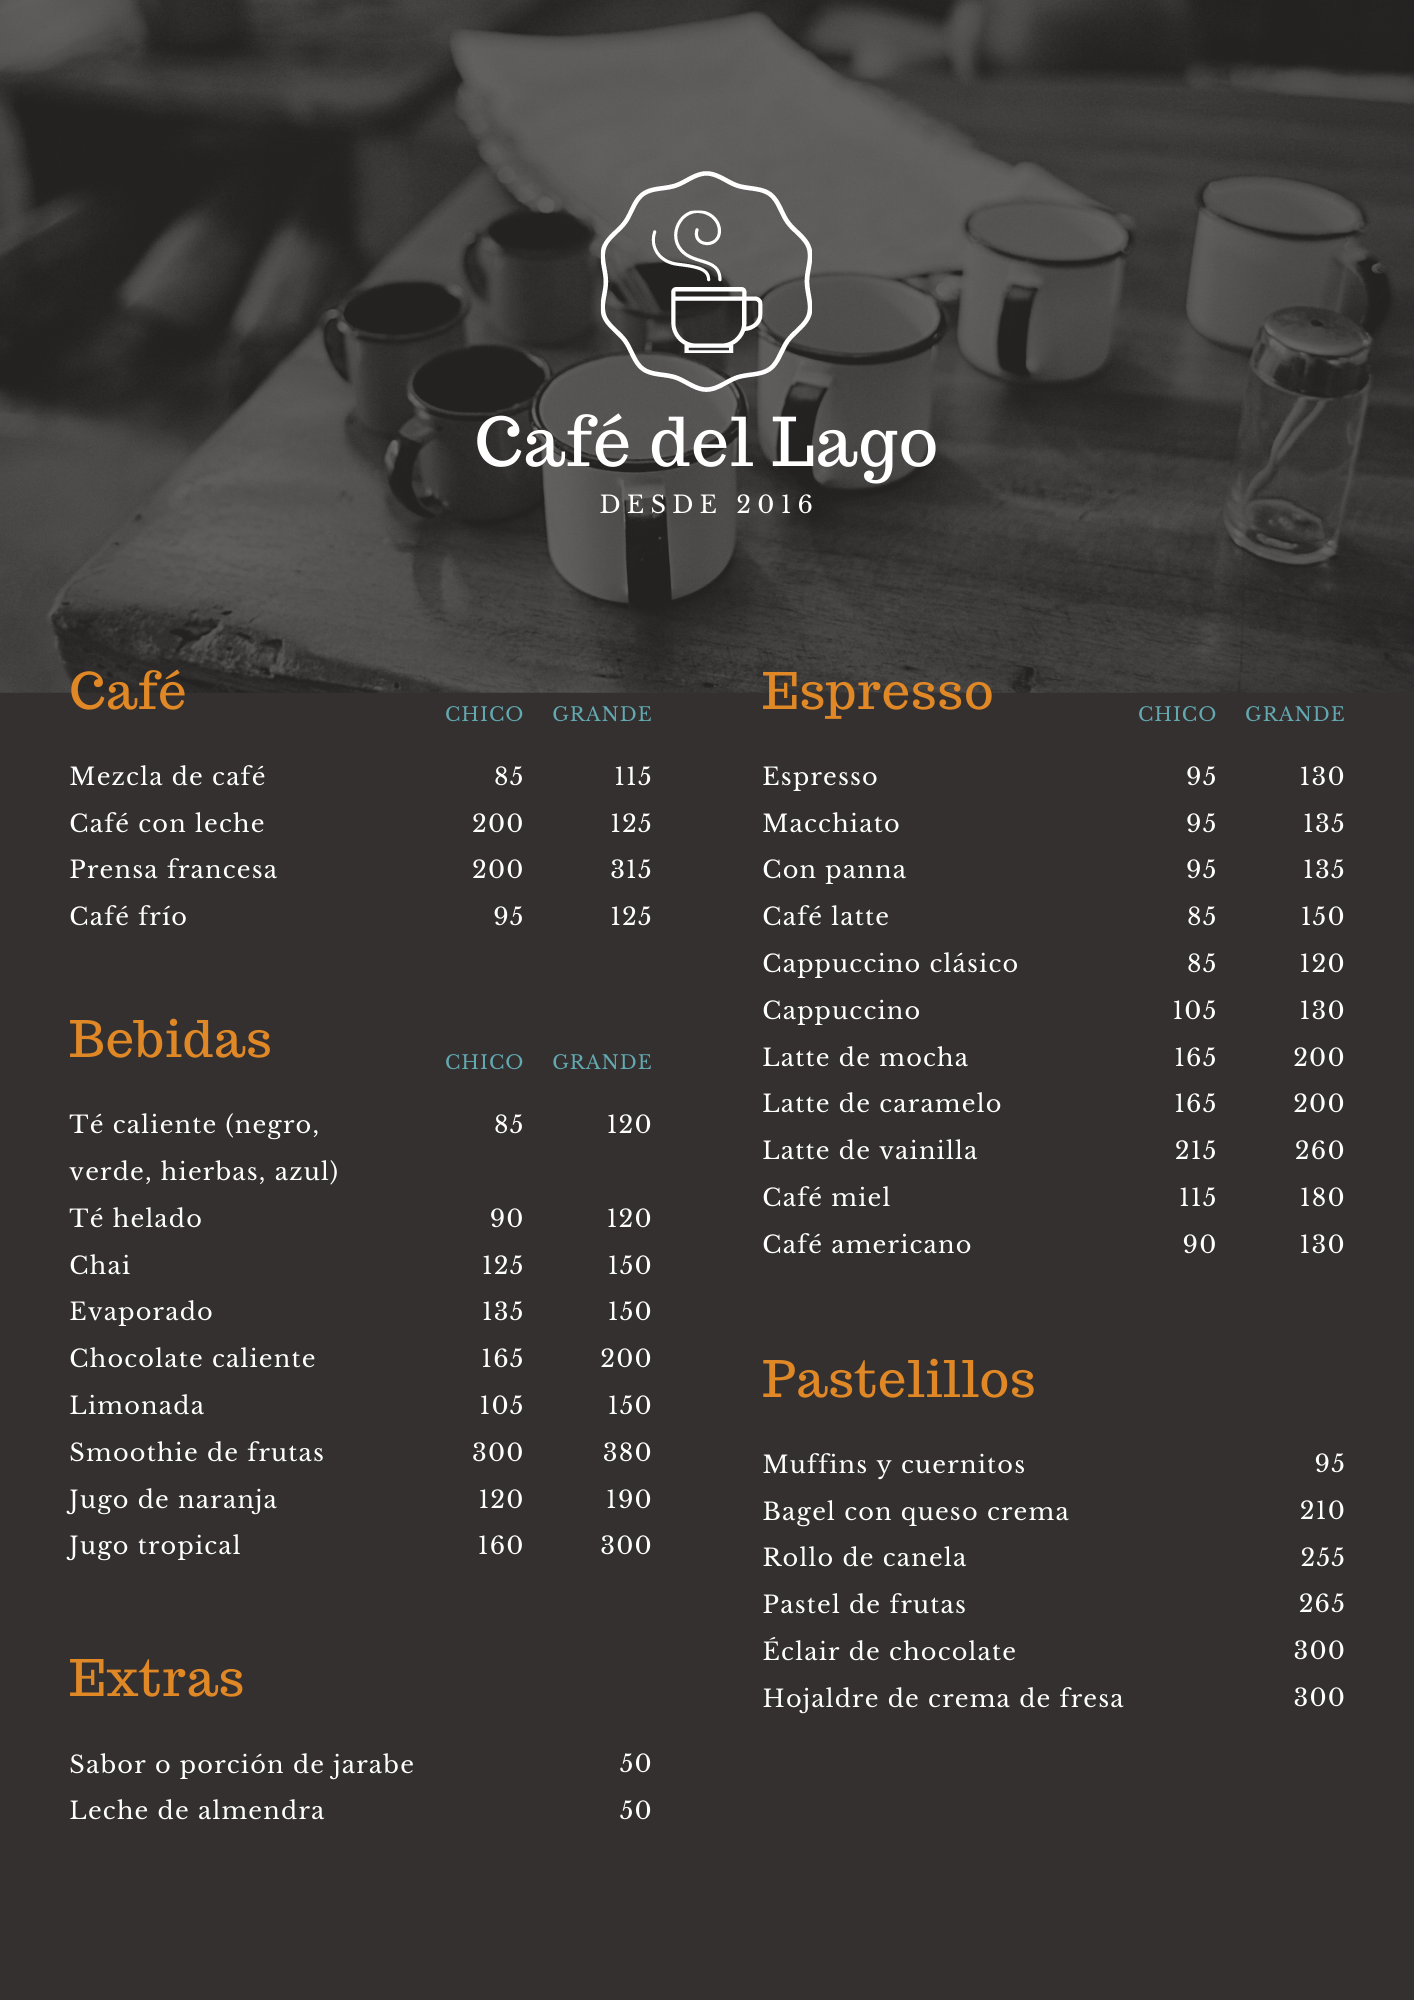 Café del Lago
DESDE 2016
Café CHICO GRANDE
Mezcla de café 85 115
Café con leche 200 125
Prensa francesa 200 315
Café frío 95 125
Bebidas CHICO GRANDE
Té caliente (negro, 85 120
verde, hierbas, azul)
Té helado 90 120
Chai 125 150
Evaporado 135 150
Chocolate caliente 165 200
Limonada 105 150
Smoothie de frutas 300 380
Jugo de naranja 120 190
Jugo tropical 160 300
Extras
Sabor o porción de jarabe 50
Leche de almendra 50
Espresso CHICO GRANDE
Espresso 95 130
Macchiato 95 135
Con panna 95 135
Café latte 85 150
Cappuccino clásico 85 120
Cappuccino 105 130
Latte de mocha 165 200
Latte de caramelo 165 200
Latte de vainilla 215 260
Café miel 115 180
Café americano 90 130
Pastelillos
Muffins y cuernitos 95
Bagel con queso crema 210
Rollo de canela 255
Pastel de frutas 265
Éclair de chocolate 300
Hojaldre de crema de fresa 300